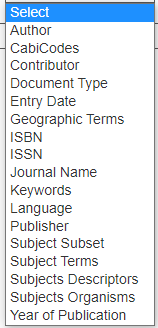 Select
Author
CabiCodes
Contributor
Document Type
Entry Date
Geographic Terms
ISBN
ISSN
Journal Name
Keywords
Language
Publisher
Subject Subset
Subject Terms
Subjects Descriptors
Subjects Organisms
Year of Publication